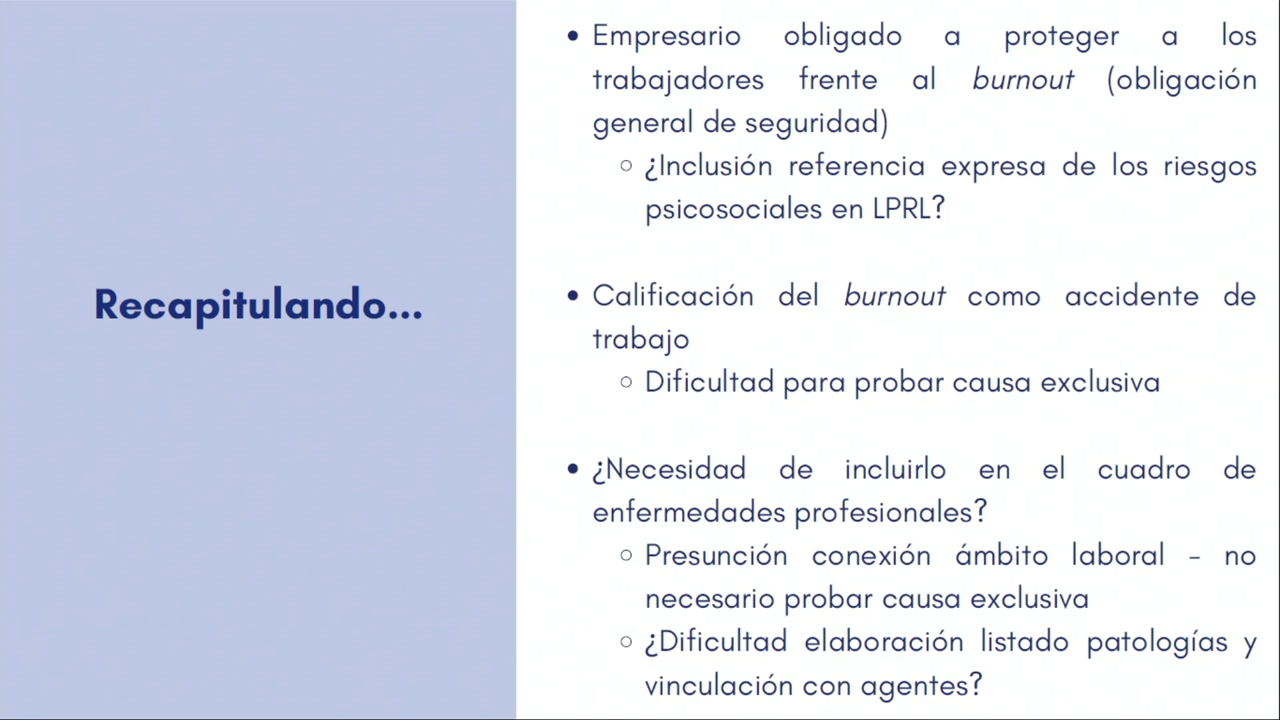 Recapitulando...
• Empresario obligado a proteger a los
trabajadores frente al burnout (obligación
general de seguridad)
○ ¿Inclusión referencia expresa de los riesgos
psicosociales en LPRL?
• Calificación del burnout como accidente de
trabajo
○ Dificultad para probar causa exclusiva
• ¿Necesidad de incluirlo en el cuadro de
enfermedades profesionales?
○ Presunción conexión ámbito laboral - no
necesario probar causa exclusiva
○ ¿Dificultad elaboración listado patologías y
vinculación con agentes?